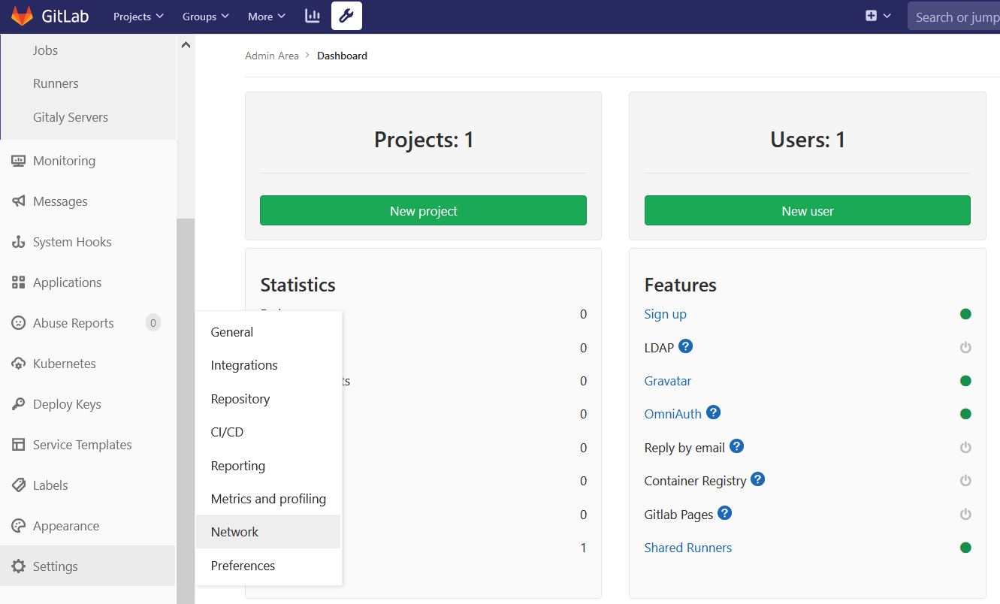 GitLab Projects Groups More Search or jump
Jobs
Runners
Gitaly Servers
Monitoring
Messages
System Hooks
Applications
Abuse Reports 0
Kubernetes
Deploy Keys
Service Templates
Labels
Appearance
Settings
General
Integrations
Repository
CI/CD
Reporting
Metrics and profiling
Network
Preferences
Admin Area > Dashboard
Projects: 1
New project
Users: 1
New user
Statistics
0
0
ts 0
0
0
0
0
1
Features
Sign up
LDAP ?
Gravatar
OmniAuth ?
Reply by email ?
Container Registry ?
Gitlab Pages ?
Shared Runners